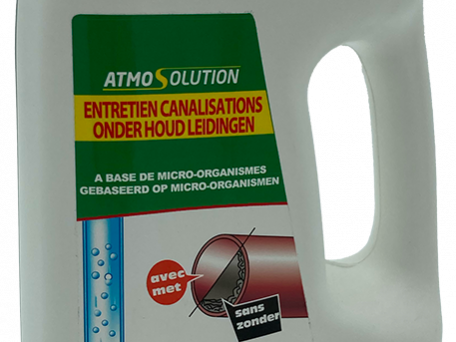 ATMOSOLUTION
ENTRETIEN CANALISATIONS
ONDER HOUD LEIDINGEN
A BASE DE MICRO-ORGANISMES
GEBASEERD OP MICRO-ORGANISMEN
avec
met
sans
zonder